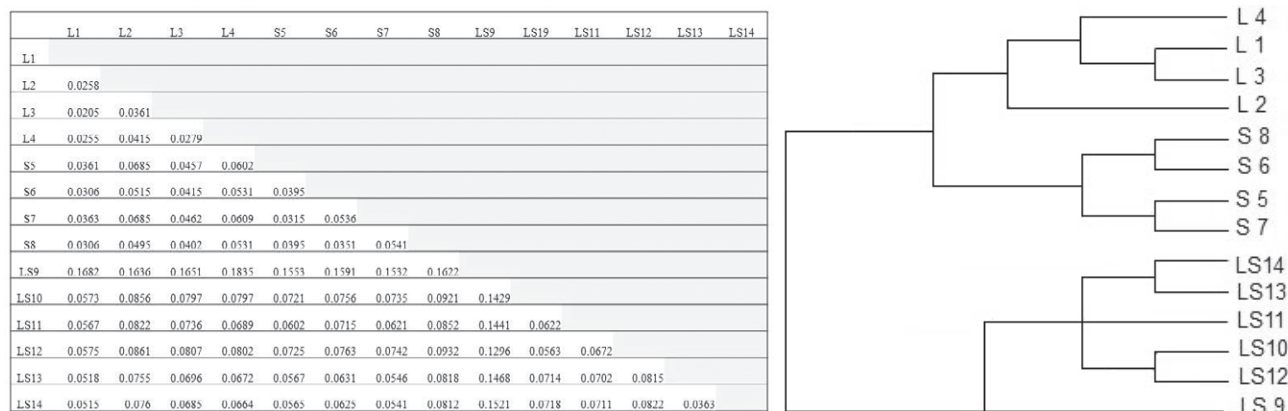 L1 L2 L3 L4 S5 S6 S7 S8 LS9 LS19 LS11 LS12 LS13 LS14
L1
L2 0.0258
L3 0.0205 0.0361
L4 0.0255 0.0415 0.0279
S5 0.0361 0.0685 0.0457 0.0602
S6 0.0306 0.0515 0.0415 0.0531 0.0395
S7 0.0363 0.0685 0.0462 0.0609 0.0315 0.0536
S8 0.0306 0.0495 0.0402 0.0531 0.0395 0.0351 0.0541
LS9 0.1682 0.1636 0.1651 0.1835 0.1553 0.1591 0.1532 0.1622
LS10 0.0573 0.0856 0.0797 0.0797 0.0721 0.0756 0.0735 0.0921 0.1429
LS11 0.0567 0.0822 0.0736 0.0689 0.0602 0.0715 0.0621 0.0852 0.1441 0.0622
LS12 0.0575 0.0861 0.0807 0.0802 0.0725 0.0763 0.0742 0.0932 0.1296 0.0563 0.0672
LS13 0.0518 0.0755 0.0696 0.0672 0.0567 0.0631 0.0546 0.0818 0.1468 0.0714 0.0702 0.0815
LS14 0.0515 0.076 0.0685 0.0664 0.0565 0.0625 0.0541 0.0812 0.1521 0.0718 0.0711 0.0822 0.0363
L 4
L 1
L 3
L 2
S 8
S 6
S 5
S 7
LS14
LS13
LS11
LS10
LS12
LS 9